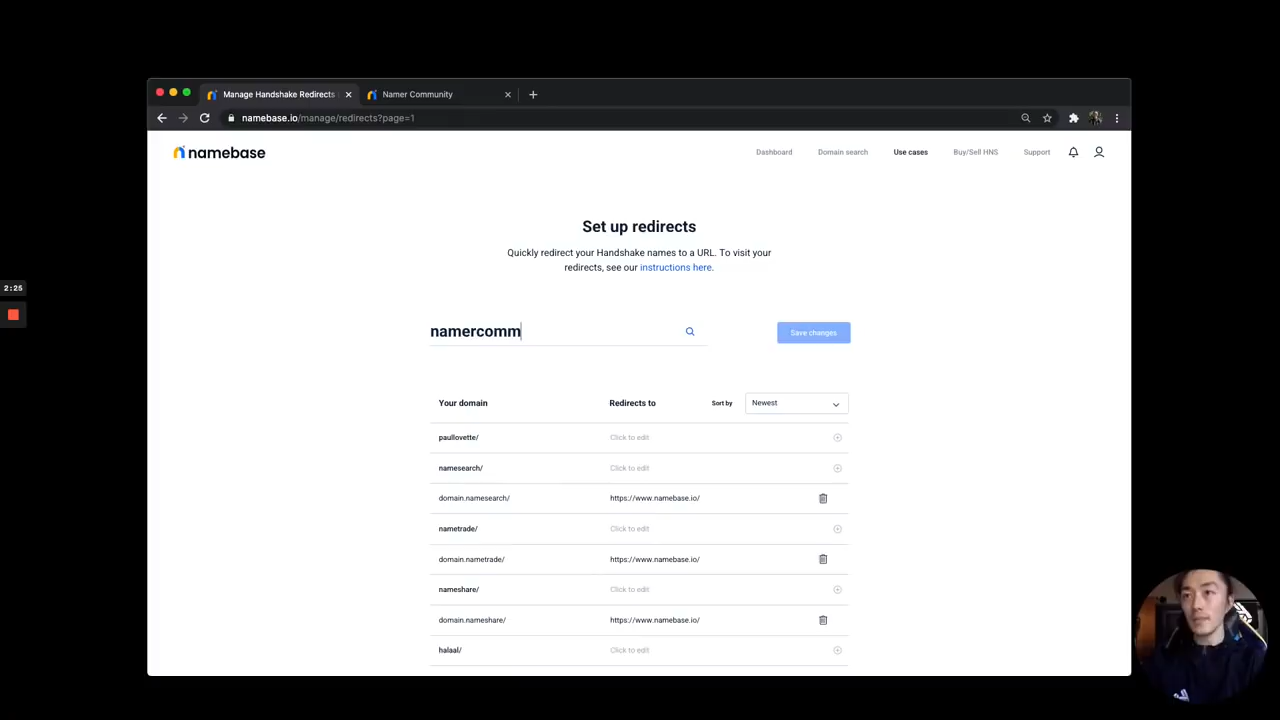 Manage Handshake Redirects
Namer Community
namebase.io/manage/redirects?page=1
namebase
Dashboard
Domain search
Use cases
Buy/Sell HNS
Support
Set up redirects
Quickly redirect your Handshake names to a URL. To visit your
redirects, see our instructions here.
2:25
namercomm
Save changes
Your domain
Redirects to
Sort by
Newest
paullovette/
Click to edit
namesearch/
Click to edit
domain.namesearch/
https://www.namebase.io/
nametrade/
Click to edit
domain.nametrade/
https://www.namebase.io/
nameshare/
Click to edit
domain.nameshare/
https://www.namebase.io/
halaal/
Click to edit